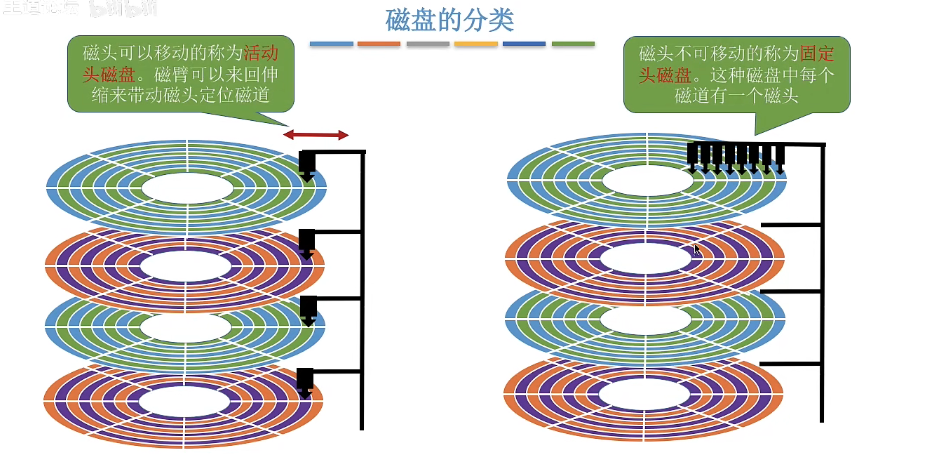 磁盘的分类
磁头可以移动的称为活动
头磁盘。磁臂可以来回伸
缩来带动磁头定位磁道
磁头不可移动的称为固定
头磁盘。这种磁盘中每个
磁道有一个磁头